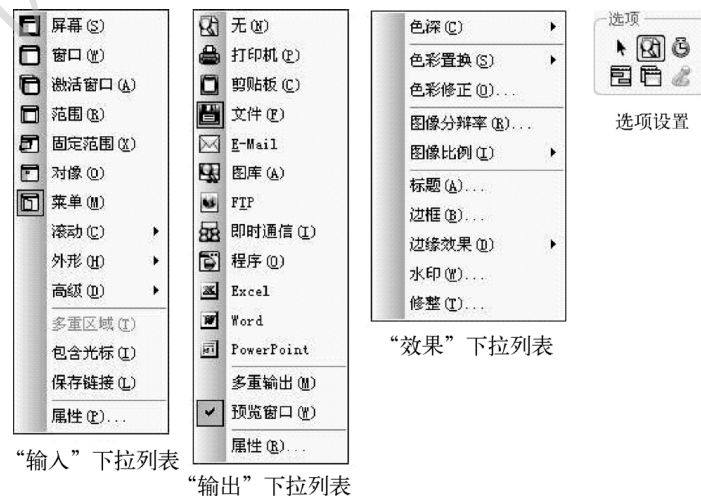 屏幕(S)
窗口(W)
激活窗口(A)
范围(R)
固定范围(X)
对像(O)
菜单(M)
滚动(C)
外形(H)
高级(D)
多重区域(T)
包含光标(I)
保存链接(L)
属性(P)...
“输入”下拉列表
无(N)
打印机(P)
剪贴板(C)
文件(F)
E-Mail
图库(A)
FTP
即时通信(I)
程序(O)
Excel
Word
PowerPoint
多重输出(M)
预览窗口(W)
属性(R)...
“输出”下拉列表
色深(C)
色彩置换(S)
色彩修正(O)...
图像分辩率(R)...
图像比例(I)
标题(A)...
边框(B)...
边缘效果(D)
水印(W)...
修整(T)...
“效果”下拉列表
选项
选项设置